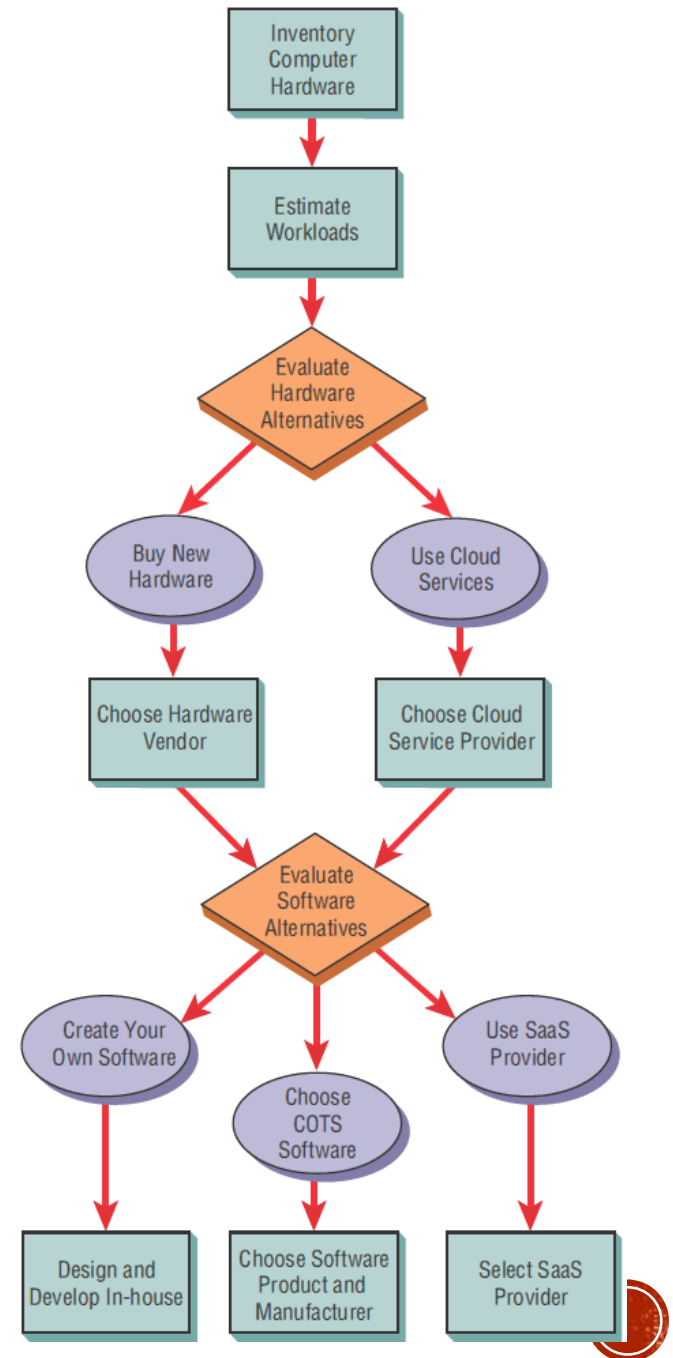 Inventory
Computer
Hardware
Estimate
Workloads
Evaluate
Hardware
Alternatives
Buy New
Hardware
Use Cloud
Services
Choose Hardware
Vendor
Choose Cloud
Service Provider
Evaluate
Software
Alternatives
Create Your
Own Software
Choose
COTS
Software
Use SaaS
Provider
Design and
Develop In-house
Choose Software
Product and
Manufacturer
Select SaaS
Provider